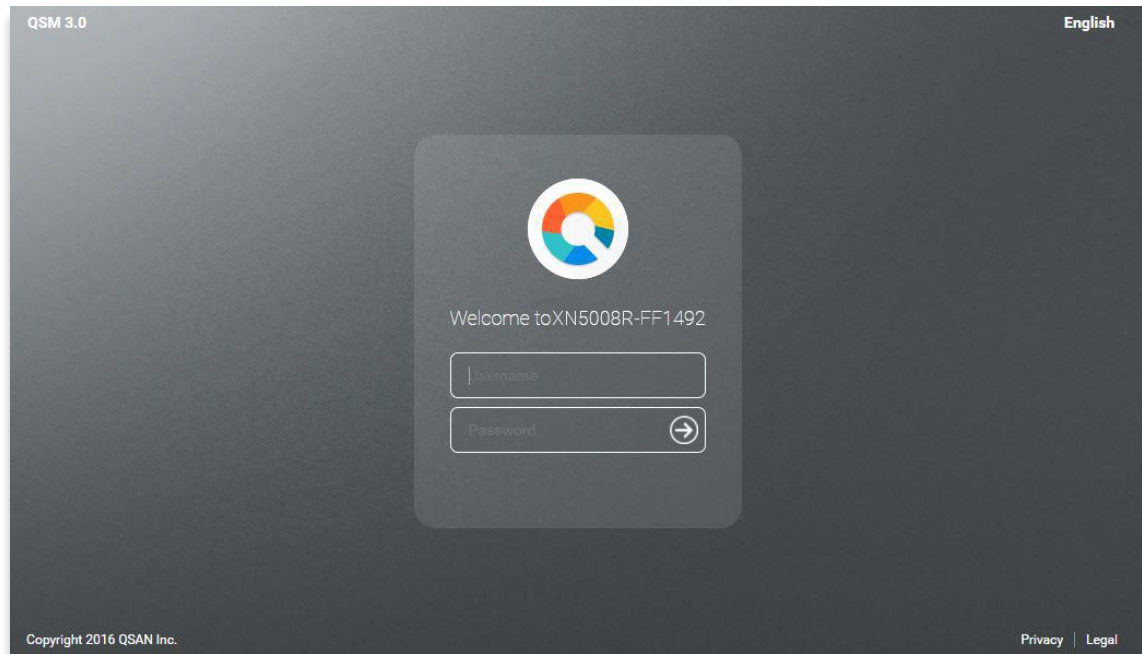 QSM 3.0
English
Welcome toXN5008R-FF1492
Username
Password
Copyright 2016 QSAN Inc.
Privacy | Legal